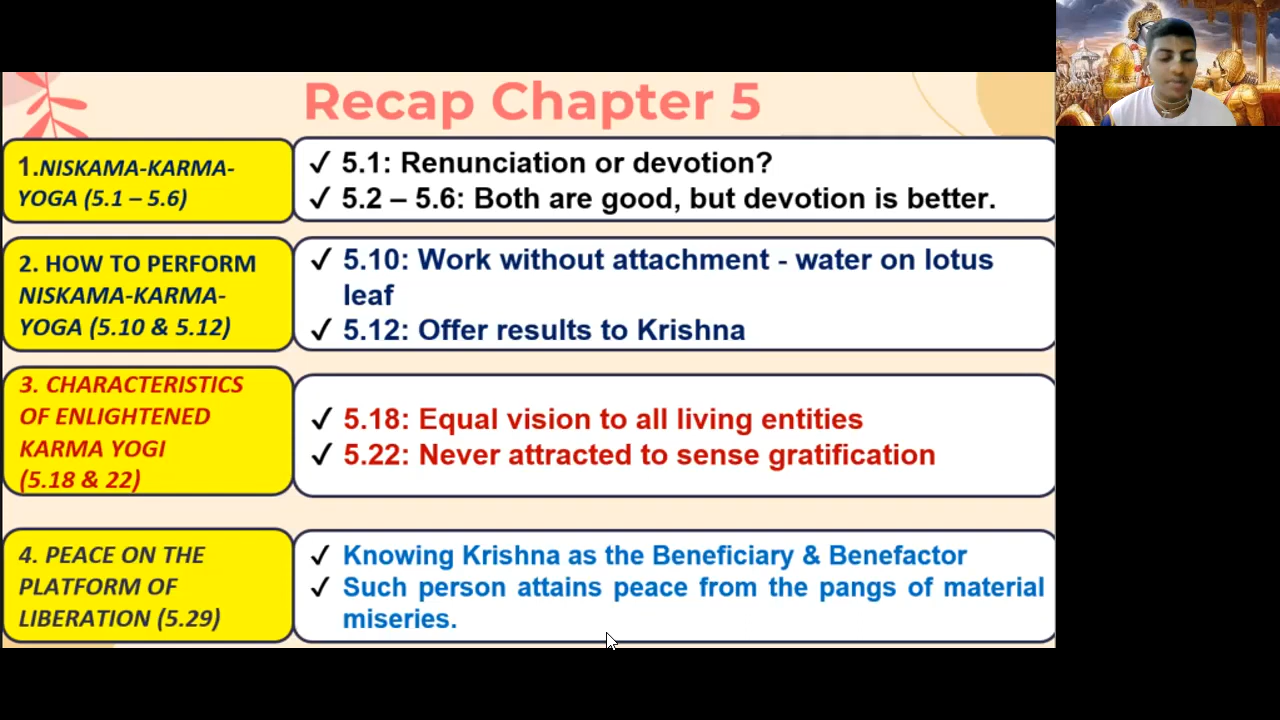 Recap Chapter 5
1.NISKAMA-KARMA-
YOGA (5.1 – 5.6)
✓ 5.1: Renunciation or devotion?
✓ 5.2 – 5.6: Both are good, but devotion is better.
2. HOW TO PERFORM
NISKAMA-KARMA-
YOGA (5.10 & 5.12)
✓ 5.10: Work without attachment - water on lotus
leaf
✓ 5.12: Offer results to Krishna
3. CHARACTERISTICS
OF ENLIGHTENED
KARMA YOGI
(5.18 & 22)
✓ 5.18: Equal vision to all living entities
✓ 5.22: Never attracted to sense gratification
4. PEACE ON THE
PLATFORM OF
LIBERATION (5.29)
✓ Knowing Krishna as the Beneficiary & Benefactor
✓ Such person attains peace from the pangs of material
miseries.